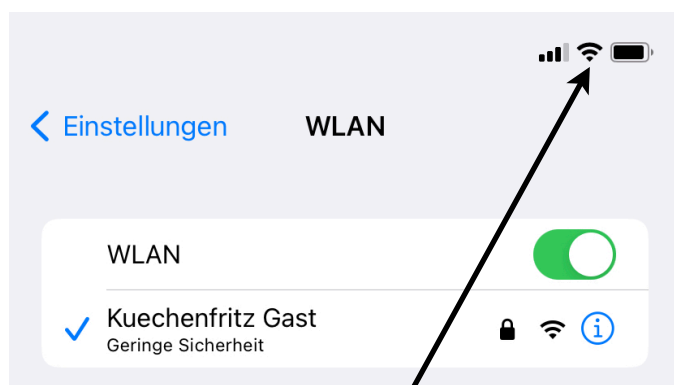 Einstellungen WLAN
WLAN
Kuechenfritz Gast
Geringe Sicherheit